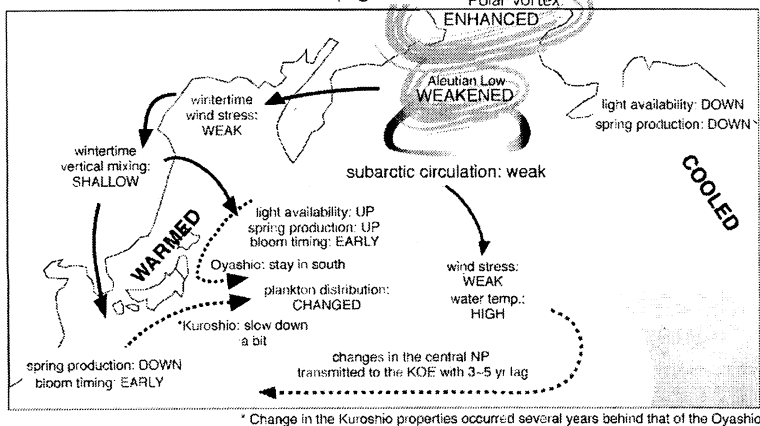 Polar Vortex
ENHANCED
Aleutian Low
WEAKENED
light availability: DOWN
spring production: DOWN
COOLED
wintertime
wind stress:
WEAK
wintertime
vertical mixing:
SHALLOW
subarctic circulation: weak
WARMED
light availability: UP
spring production: UP
bloom timing: EARLY
Oyashio: stay in south
plankton distribution:
CHANGED
*Kuroshio: slow down
a bit
wind stress:
WEAK
water temp.:
HIGH
spring production: DOWN
bloom timing: EARLY
changes in the central NP
transmitted to the KOE with 3~5 yr lag
* Change in the Kuroshio properties occurred several years behind that of the Oyashio